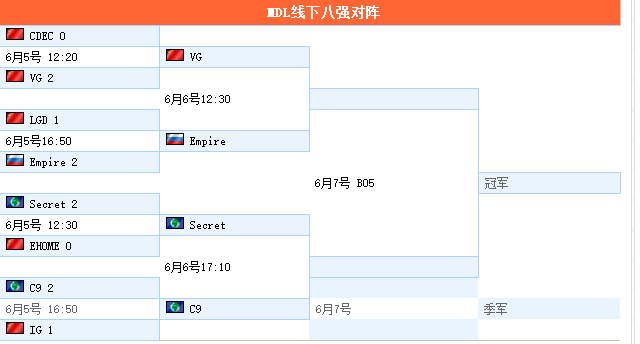 MDL线下八强对阵
CDEC 0
6月5号 12:20
VG
VG 2
6月6号12:30
LGD 1
6月5号16:50
Empire
Empire 2
6月7号 BO5
冠军
Secret 2
6月5号 12:30
Secret
EHOME 0
6月6号17:10
C9 2
6月5号 16:50
C9
6月7号
季军
IG 1